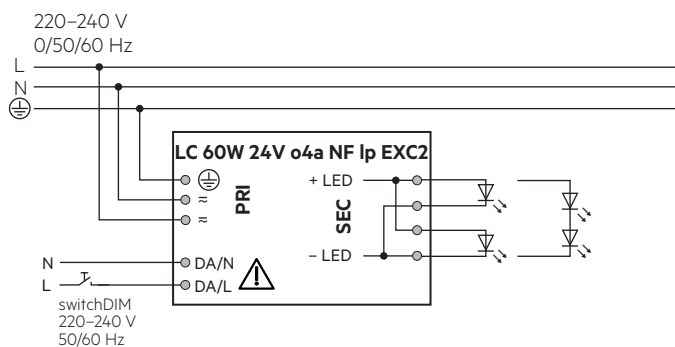 220–240 V
0/50/60 Hz
L
N
LC 60W 24V o4a NF lp EXC2
PRI
≂
≂
+ LED
SEC
– LED
N
DA/N
L
DA/L
switchDIM
220–240 V
50/60 Hz